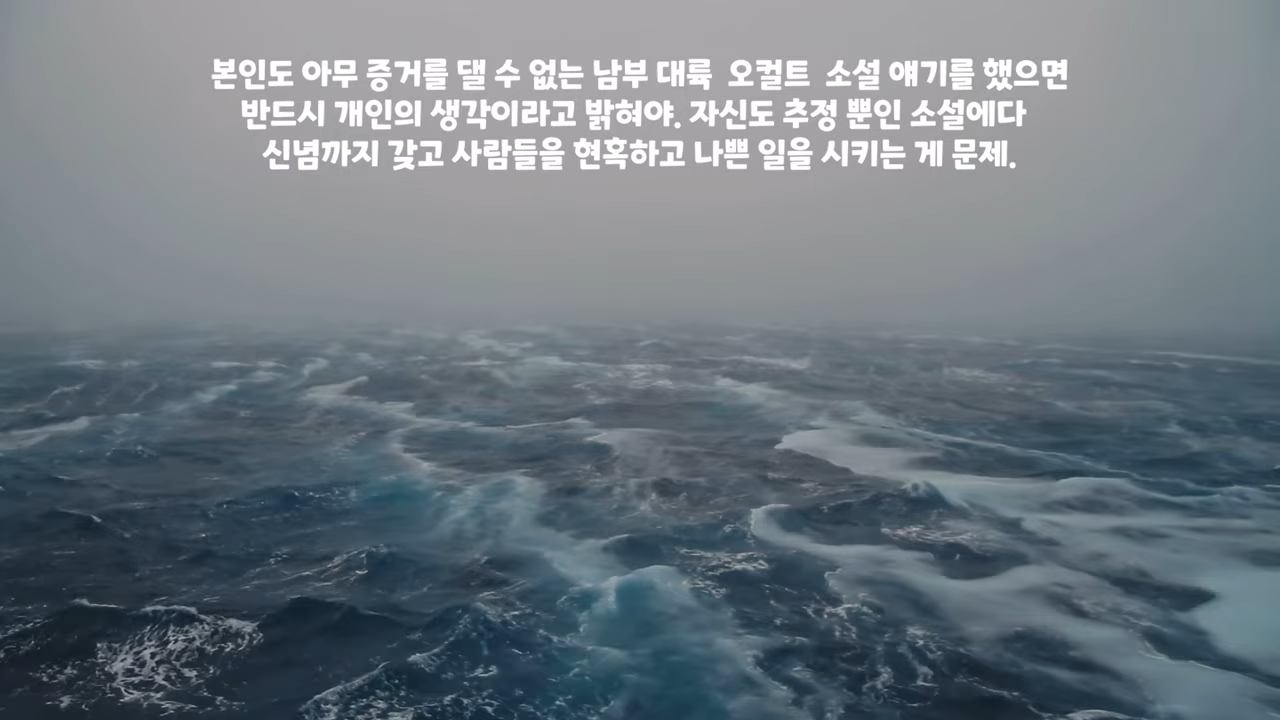 본인도 아무 증거를 댈 수 없는 남부 대륙 오컬트 소설 얘기를 했으면
반드시 개인의 생각이라고 밝혀야. 자신도 추정 뿐인 소설에다
신념까지 갖고 사람들을 현혹하고 나쁜 일을 시키는 게 문제.